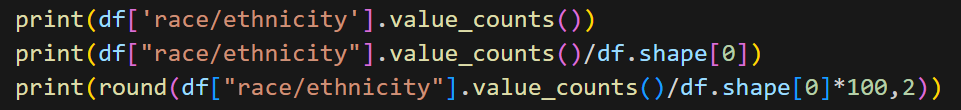 print(df['race/ethnicity'].value_counts())
print(df["race/ethnicity"].value_counts()/df.shape[0])
print(round(df["race/ethnicity"].value_counts()/df.shape[0]*100,2))